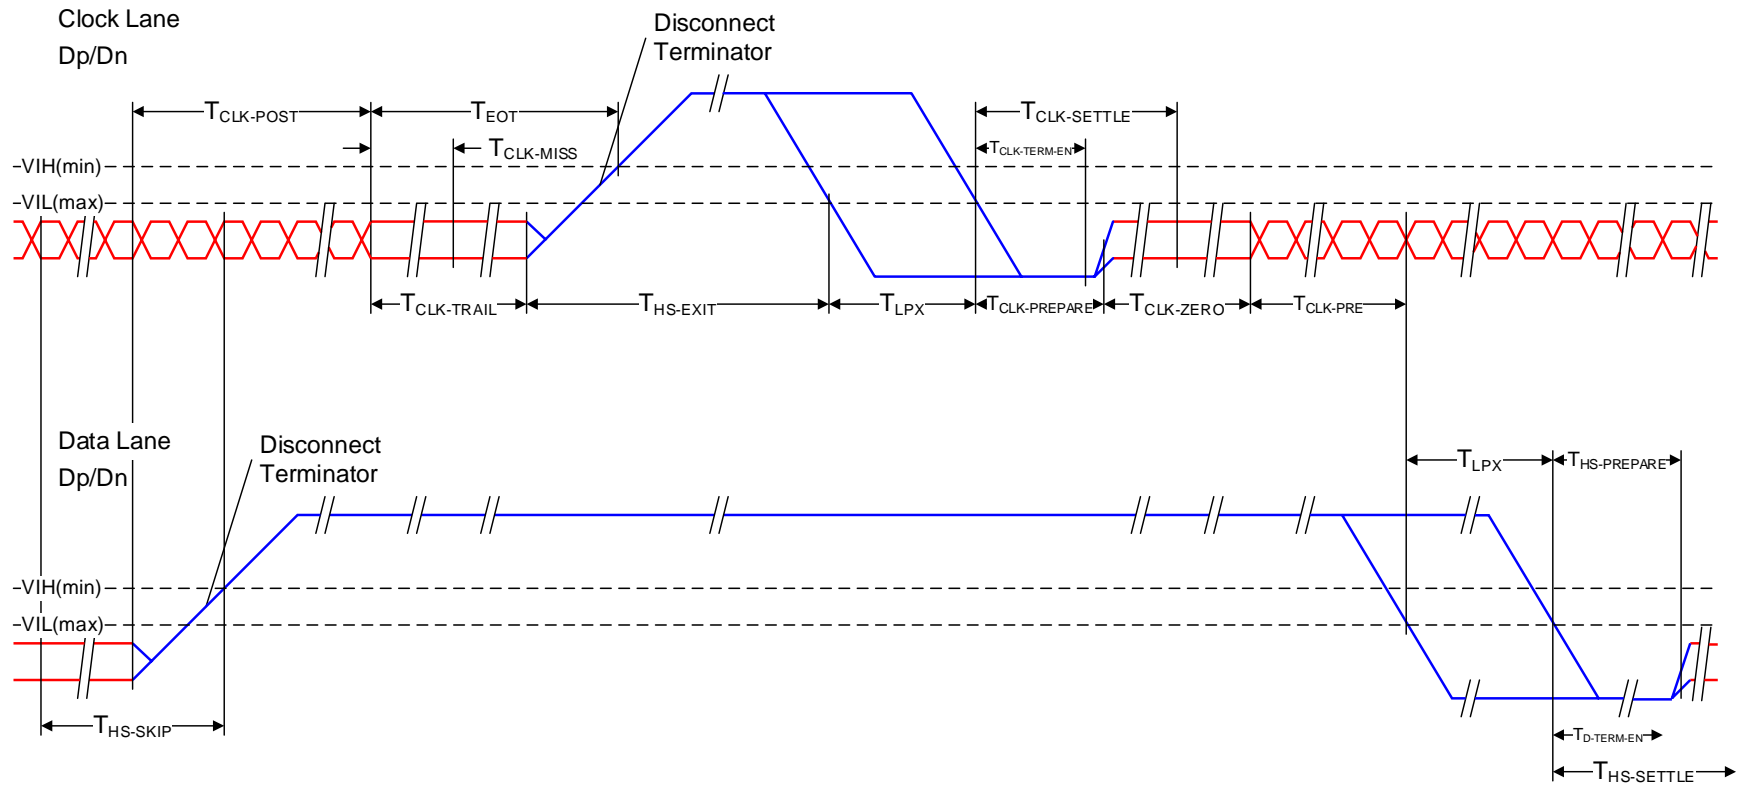 Clock Lane
Dp/Dn
Disconnect
Terminator
TCLK-POST
TEOT
TCLK-SETTLE
TCLK-MISS
TCLK-TERM-EN
VIH(min)
VIL(max)
TCLK-TRAIL
THS-EXIT
TLPX
TCLK-PREPARE
TCLK-ZERO
TCLK-PRE
Data Lane
Dp/Dn
Disconnect
Terminator
TLPX
THS-PREPARE
VIH(min)
VIL(max)
THS-SKIP
TD-TERM-EN
THS-SETTLE